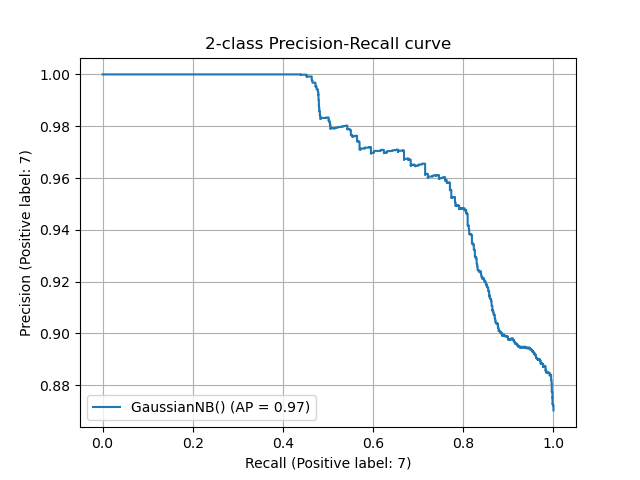 2-class Precision-Recall curve
1.00
0.98
0.96
0.94
0.92
0.90
0.88
Precision (Positive label: 7)
GaussianNB() (AP = 0.97)
0.0 0.2 0.4 0.6 0.8 1.0
Recall (Positive label: 7)